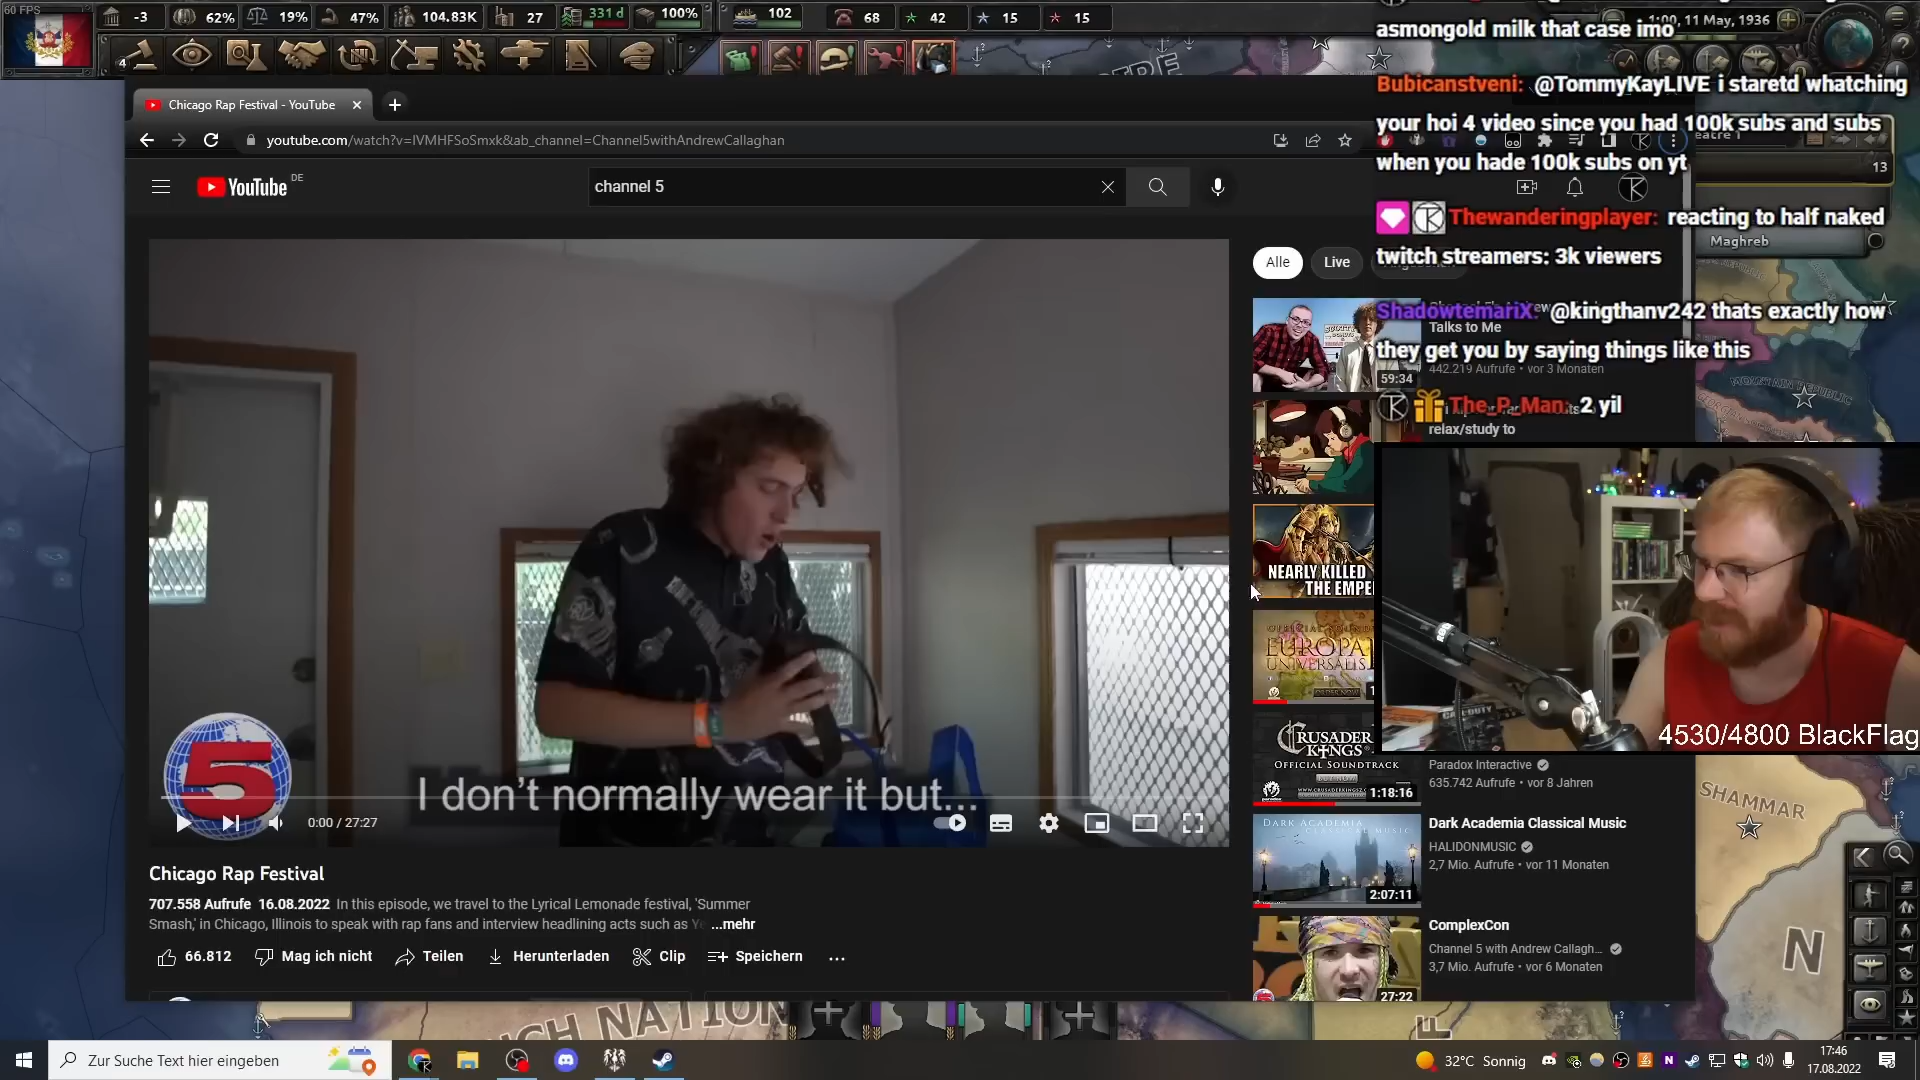 60 FPS
-3
62%
19%
47%
104.83K
27
331 d
100%
102
68
42
15
15
1:00, 11 May, 1936
4
asmongold milk that case imo
Bubicanstveni: @TommyKayLIVE i staretd whatching
your hoi 4 video since you had 100k subs and subs
when you hade 100k subs on yt
Thewanderingplayer: reacting to half naked
twitch streamers: 3k viewers
ShadowtemariX: @kingthanv242 thats exactly how
they get you by saying things like this
The_P_Man: 2 yil
Chicago Rap Festival - YouTube
youtube.com/watch?v=IVMHFSoSmxk&ab_channel=Channel5withAndrewCallaghan
YouTube DE
channel 5
13
Maghreb
Alle
Live
Talks to Me
442.219 Aufrufe • vor 3 Monaten
59:34
relax/study to
NEARLY KILLED
THE EMPE
EUROPA
UNIVERSALIS
CRUSADER
KINGS
OFFICIAL SOUNDTRACK
1:18:16
Paradox Interactive
635.742 Aufrufe • vor 8 Jahren
DARK ACADEMIA
CLASSICAL MUSIC
2:07:11
Dark Academia Classical Music
HALIDONMUSIC
2,7 Mio. Aufrufe • vor 11 Monaten
ComplexCon
Channel 5 with Andrew Callagh...
3,7 Mio. Aufrufe • vor 6 Monaten
27:22
4530/4800 BlackFlag
5
I don't normally wear it but...
0:00 / 27:27
Chicago Rap Festival
707.558 Aufrufe 16.08.2022 In this episode, we travel to the Lyrical Lemonade festival, 'Summer
Smash,' in Chicago, Illinois to speak with rap fans and interview headlining acts such as Ye ...mehr
66.812
Mag ich nicht
Teilen
Herunterladen
Clip
Speichern
SHAMMAR
N
Zur Suche Text hier eingeben
32°C Sonnig
17:46
17.08.2022